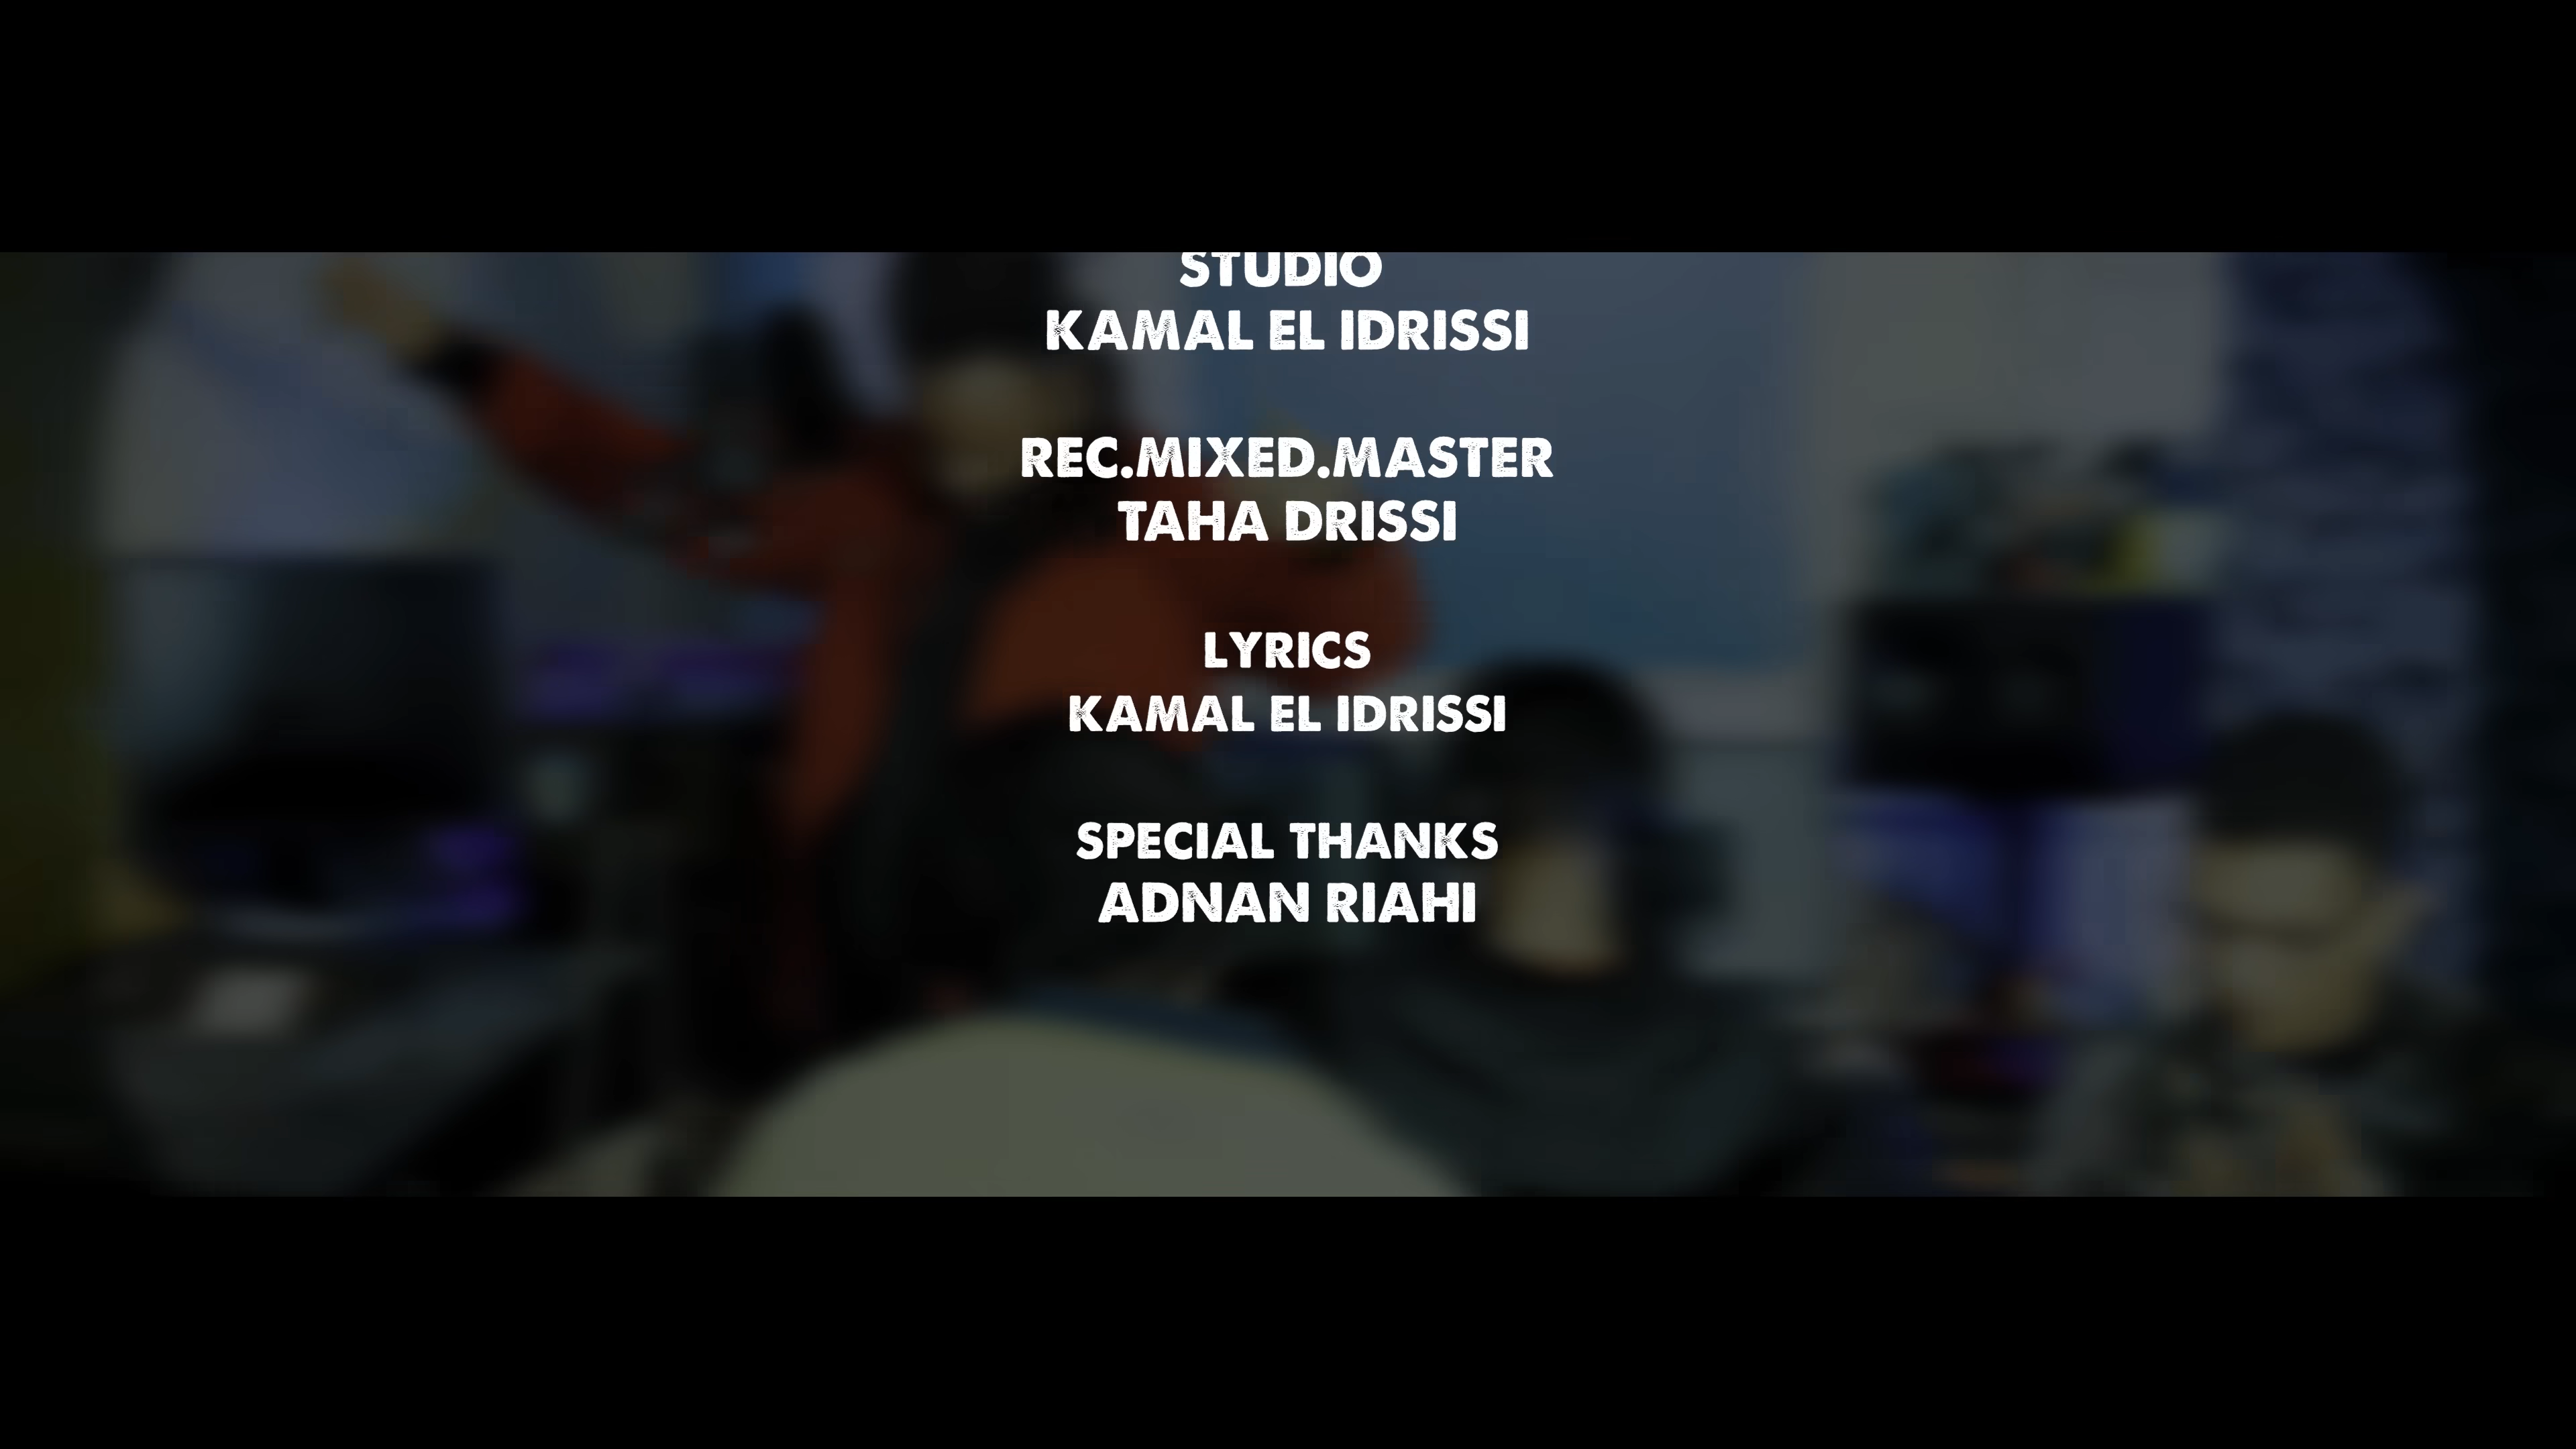 STUDIO
KAMAL EL IDRISSI
REC.MIXED.MASTER
TAHA DRISSI
LYRICS
KAMAL EL IDRISSI
SPECIAL THANKS
ADNAN RIAHI